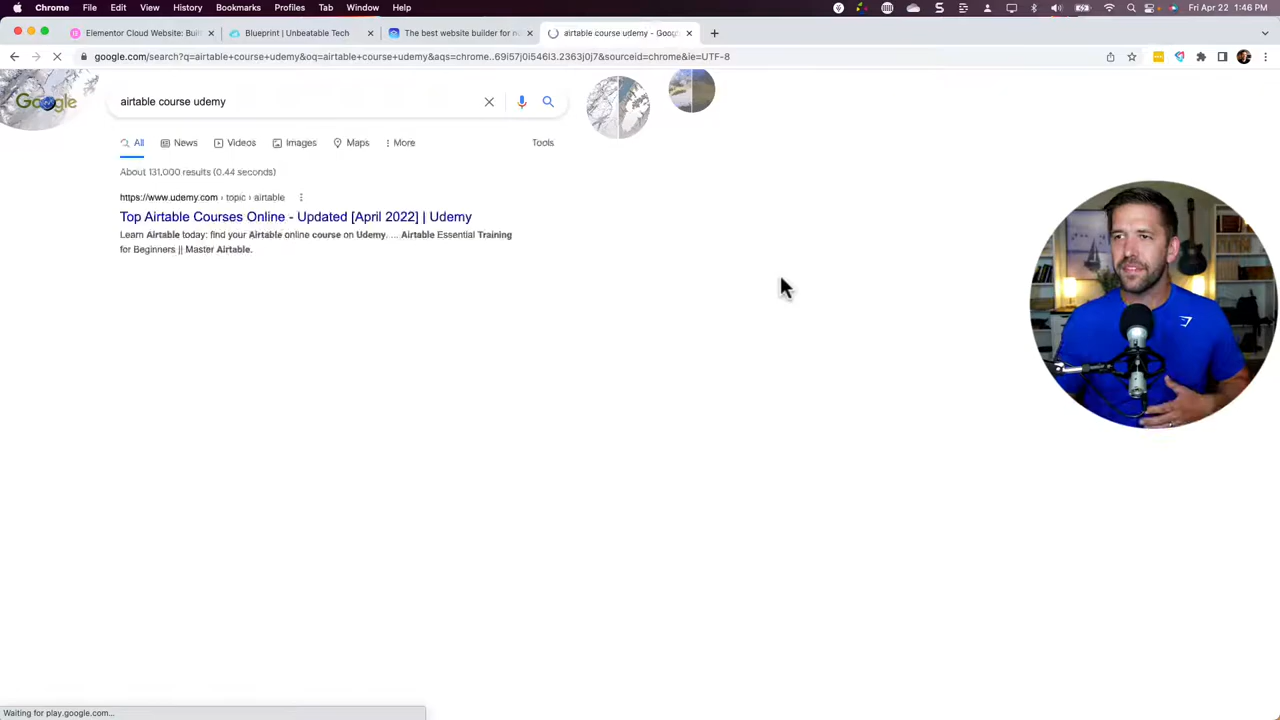 Chrome File Edit View History Bookmarks Profiles Tab Window Help Fri Apr 22 1:46 PM
Elementor Cloud Website: Buil
Blueprint | Unbeatable Tech
The best website builder for n
airtable course udemy - Goog
google.com/search?q=airtable+course+udemy&oq=airtable+course+udemy&aqs=chrome..69i57j0i546l3.2363j0j7&sourceid=chrome&ie=UTF-8
Google
airtable course udemy
All News Videos Images Maps More Tools
About 131,000 results (0.44 seconds)
https://www.udemy.com › topic › airtable
Top Airtable Courses Online - Updated [April 2022] | Udemy
Learn Airtable today: find your Airtable online course on Udemy. ... Airtable Essential Training
for Beginners || Master Airtable.
Waiting for play.google.com...